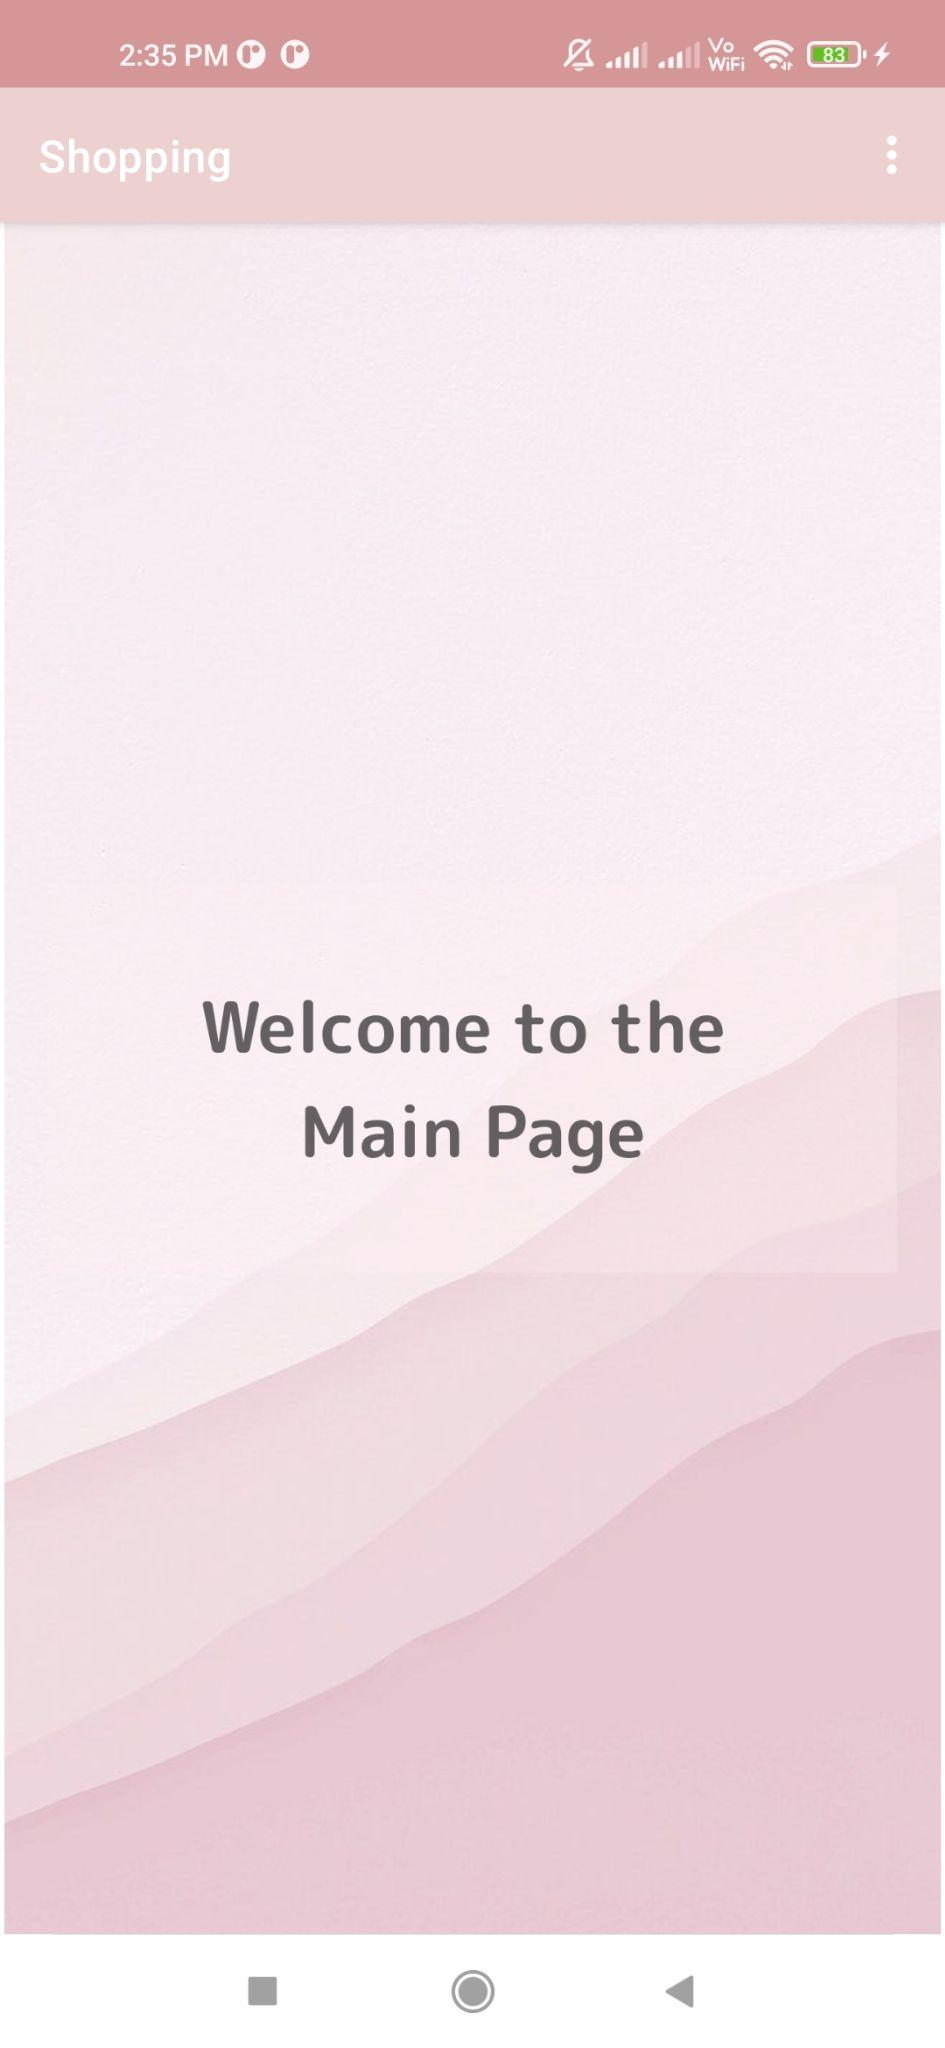 2:35 PM
Vo
WiFi
83
Shopping
Welcome to the
Main Page